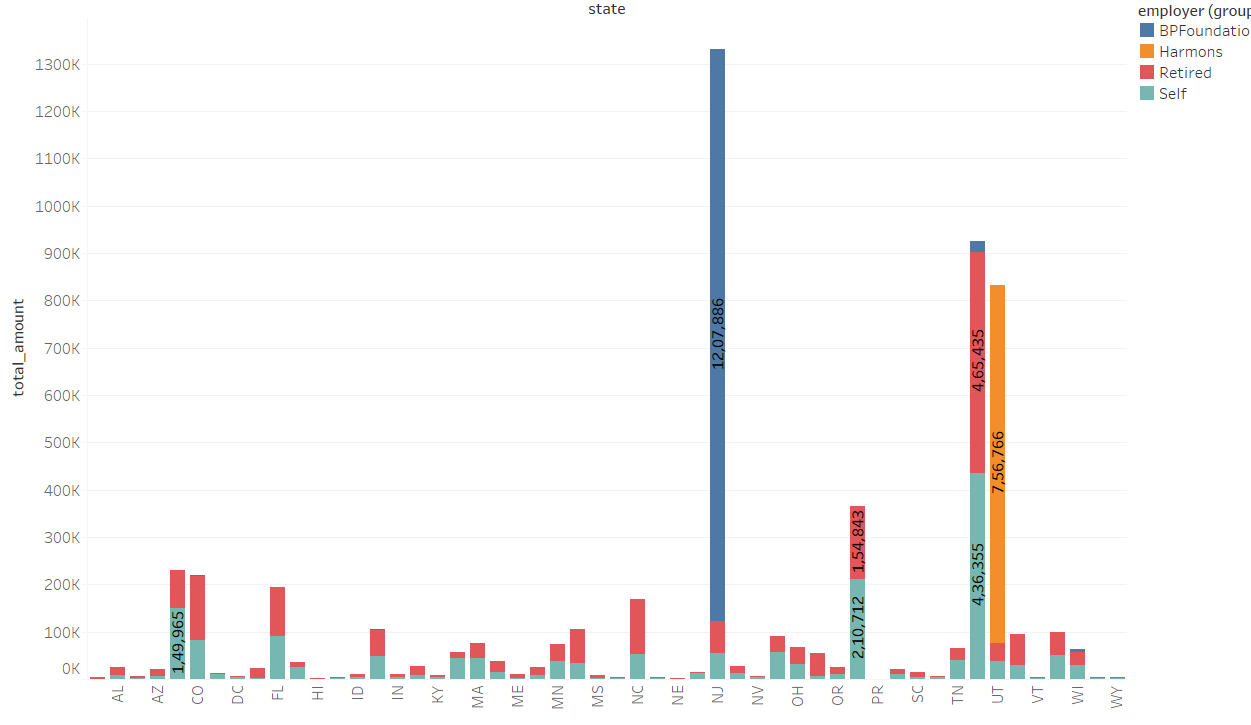 state
employer (group
BPFoundatio
Harmons
Retired
Self
1300K
1200K
1100K
1000K
900K
800K
700K
600K
500K
400K
300K
200K
100K
0K
total_amount
1,49,965
12,07,886
1,54,843
2,10,712
4,65,435
4,36,355
7,56,766
AL
AZ
CO
DC
FL
HI
ID
IN
KY
MA
ME
MN
MS
NC
NE
NJ
NV
OH
OR
PR
SC
TN
UT
VT
WI
WY